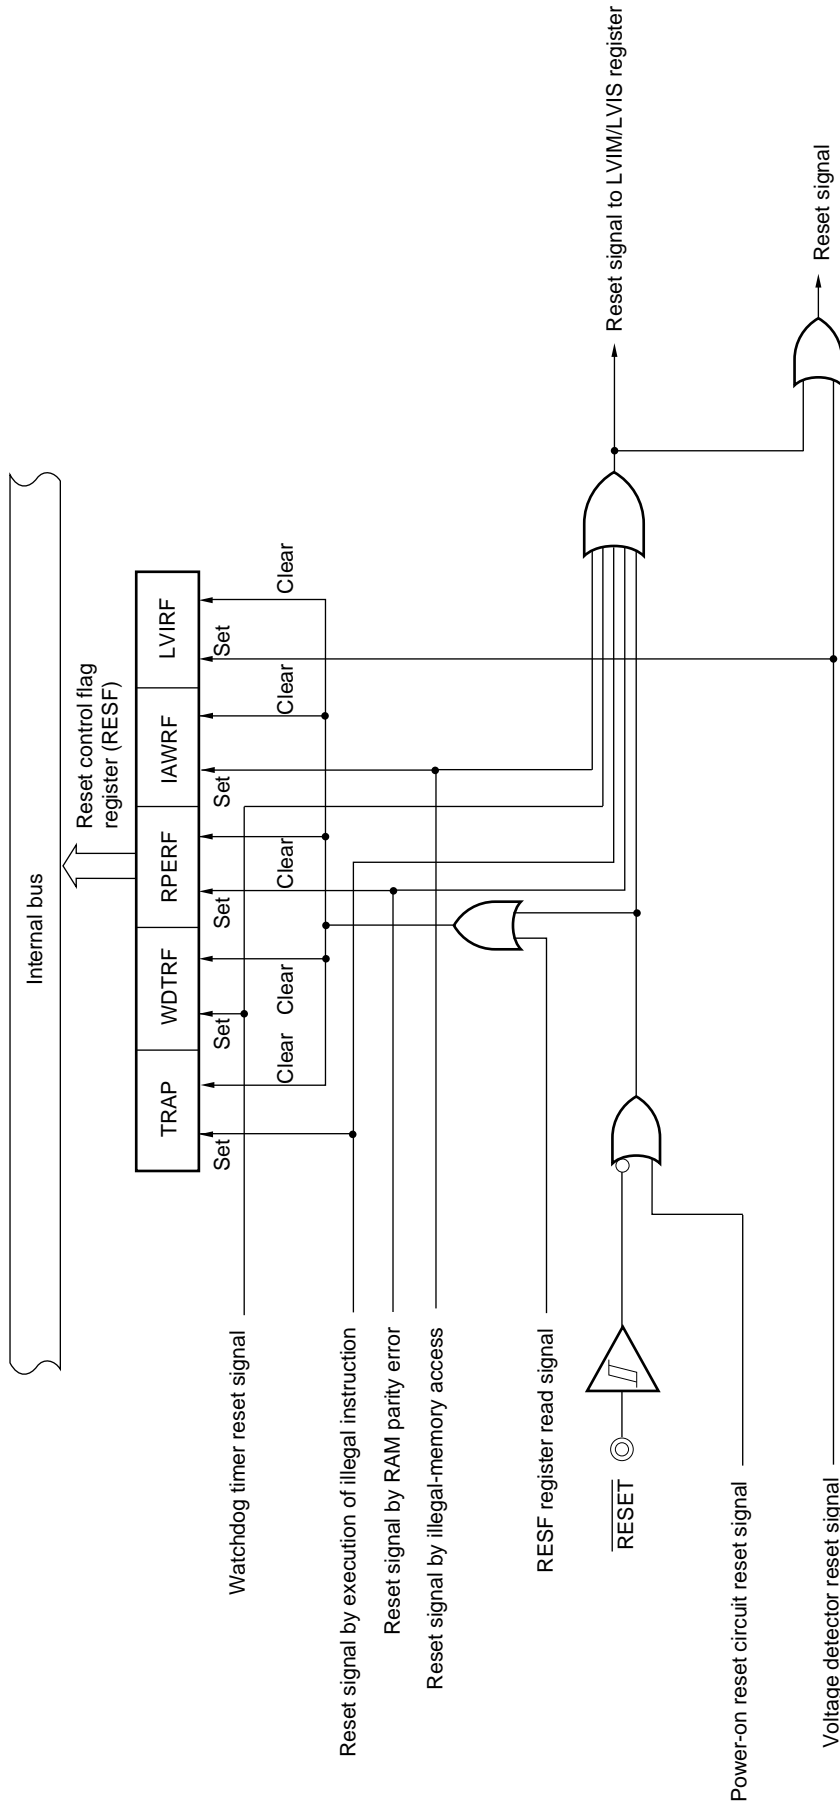 Internal bus
Reset control flag
register (RESF)
TRAP
WDTRF
RPERF
IAWRF
LVIRF
Set
Clear
Set
Clear
Set
Clear
Set
Clear
Set
Clear
Watchdog timer reset signal
Reset signal by execution of illegal instruction
Reset signal by RAM parity error
Reset signal by illegal-memory access
RESF register read signal
RESET
Power-on reset circuit reset signal
Voltage detector reset signal
Reset signal to LVIM/LVIS register
Reset signal